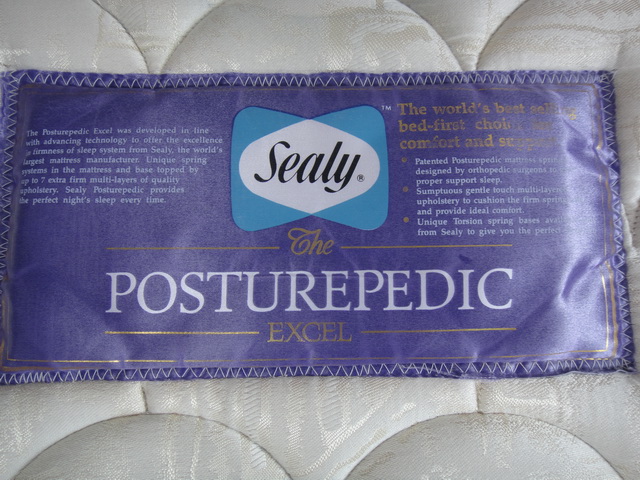 The Posturepedic Excel was developed in line
with advancing technology to offer the excellence
a firmness of sleep system from Sealy, the world's
largest mattress manufacturer. Unique spring
systems in the mattress and base topped by
up to 7 extra firm multi-layers of quality
upholstery. Sealy Posturepedic provides
the perfect night's sleep every time.
Sealy®
™
The world's best selling
bed-first
comfort and
Patented Posturepedic mattress
designed by orthopedic surgeons to
proper support sleep.
Sumptuous gentle touch multi-layer
upholstery to cushion the firm
and provide ideal comfort.
Unique Torsion spring bases
from Sealy to give you the perfect
The
POSTUREPEDIC
EXCEL